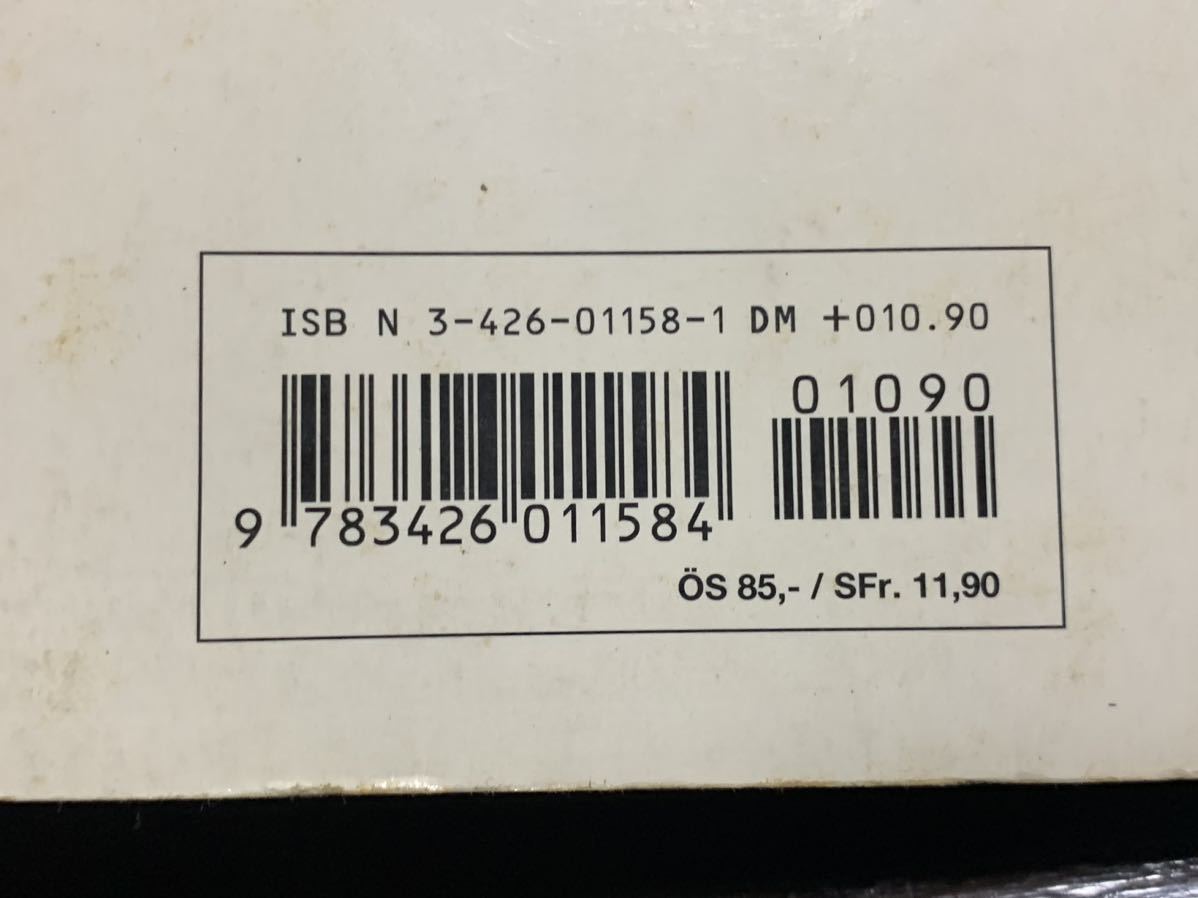 ISB N 3-426-01158-1 DM +010.90
01090
9 783426 011584
ÖS 85,- / SFr. 11,90